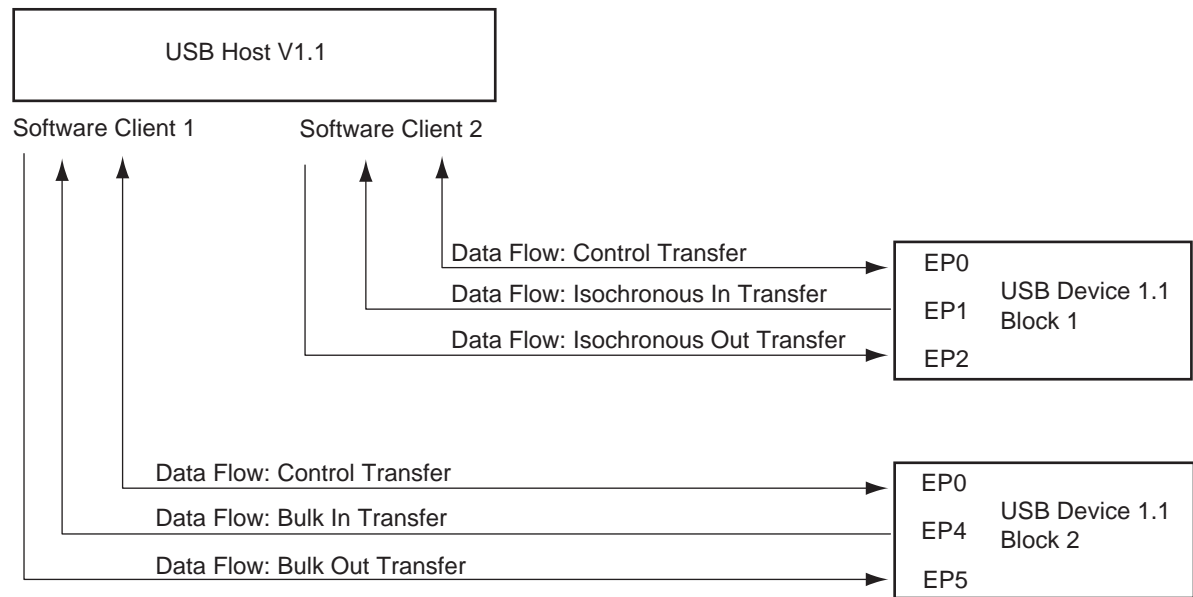 USB Host V1.1
Software Client 1
Software Client 2
Data Flow: Control Transfer
Data Flow: Isochronous In Transfer
Data Flow: Isochronous Out Transfer
EP0
EP1
EP2
USB Device 1.1
Block 1
Data Flow: Control Transfer
Data Flow: Bulk In Transfer
Data Flow: Bulk Out Transfer
EP0
EP4
EP5
USB Device 1.1
Block 2